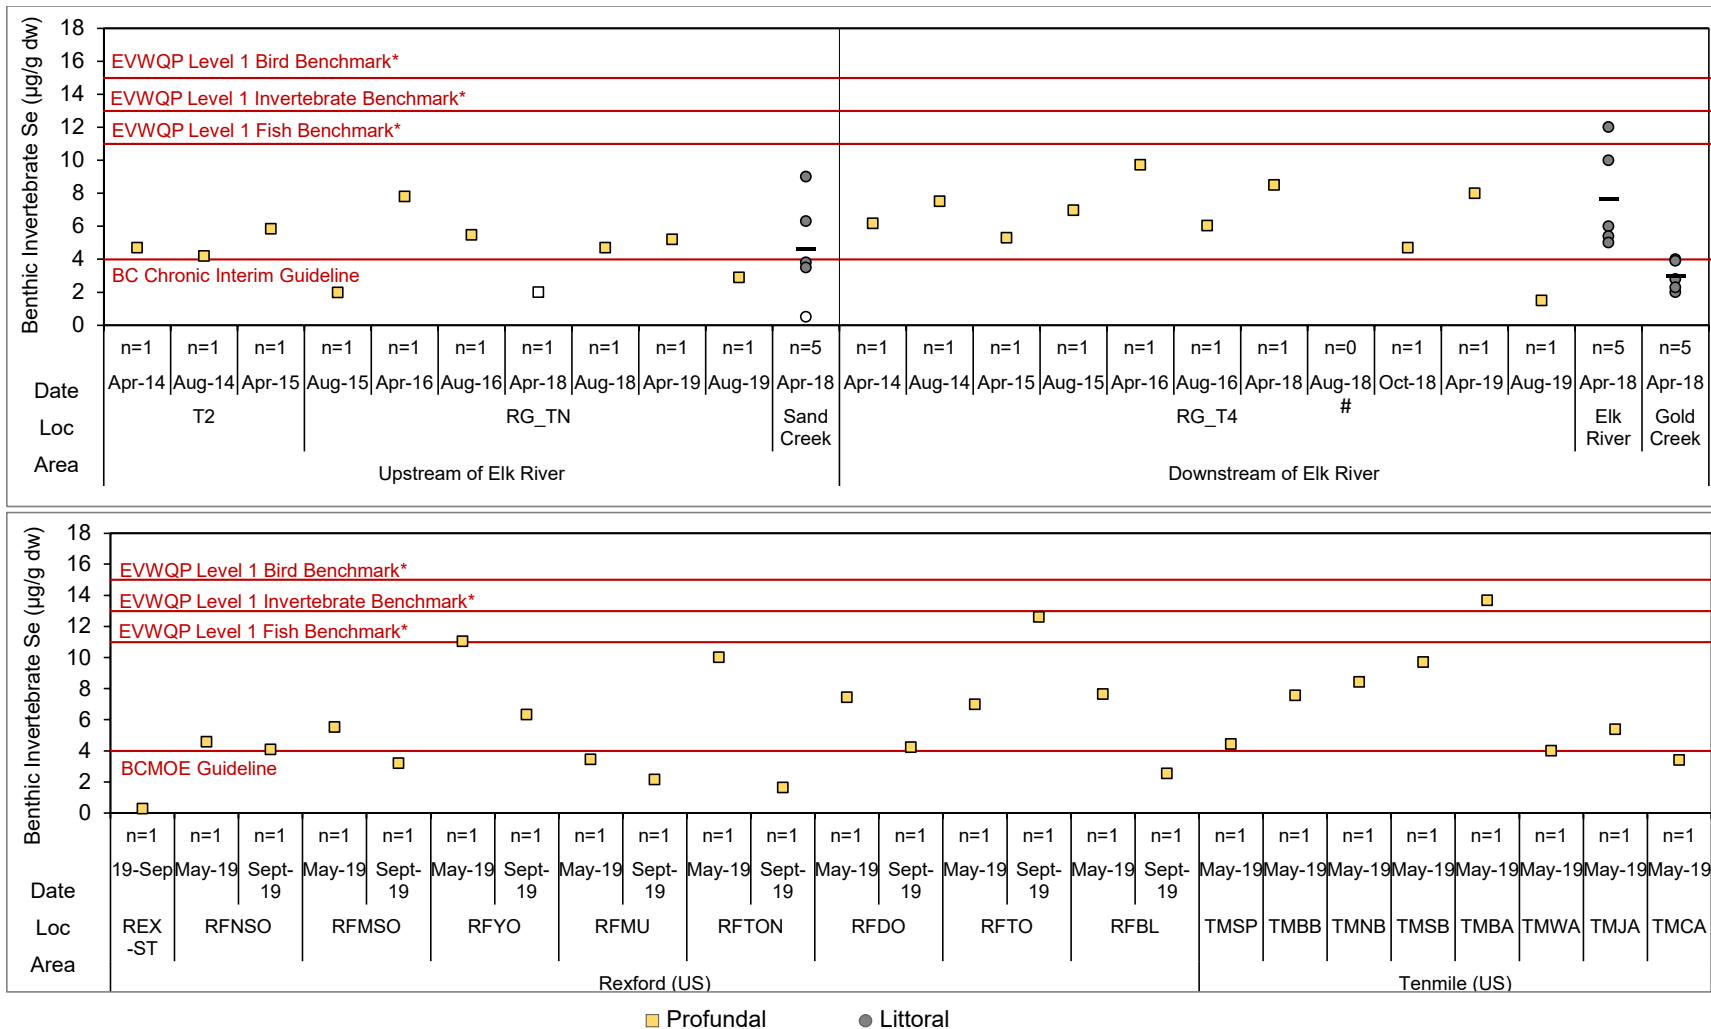 Benthic Invertebrate Se (µg/g dw)
18
16
14
12
10
8
6
4
2
0
EVWQP Level 1 Bird Benchmark*
EVWQP Level 1 Invertebrate Benchmark*
EVWQP Level 1 Fish Benchmark*
BC Chronic Interim Guideline
n=1 n=1 n=1 n=1 n=1 n=1 n=1 n=1 n=1 n=1 n=5 n=1 n=1 n=1 n=1 n=1 n=1 n=1 n=0 n=1 n=1 n=1 n=5 n=5
Date Apr-14 Aug-14 Apr-15 Aug-15 Apr-16 Aug-16 Apr-18 Aug-18 Apr-19 Aug-19 Apr-18 Apr-14 Aug-14 Apr-15 Aug-15 Apr-16 Aug-16 Apr-18 Aug-18 Oct-18 Apr-19 Aug-19 Apr-18 Apr-18
#
Loc T2 RG_TN Sand RG_T4 Elk Gold
Creek River Creek
Area Upstream of Elk River Downstream of Elk River
Benthic Invertebrate Se (µg/g dw)
18
16
14
12
10
8
6
4
2
0
EVWQP Level 1 Bird Benchmark*
EVWQP Level 1 Invertebrate Benchmark*
EVWQP Level 1 Fish Benchmark*
BCMOE Guideline
n=1 n=1 n=1 n=1 n=1 n=1 n=1 n=1 n=1 n=1 n=1 n=1 n=1 n=1 n=1 n=1 n=1 n=1 n=1 n=1 n=1 n=1 n=1 n=1 n=1
Date 19-Sep May-19 Sept- May-19 Sept- May-19 Sept- May-19 Sept- May-19 Sept- May-19 Sept- May-19 Sept- May-19 Sept- May-19 May-19 May-19 May-19 May-19 May-19 May-19 May-19
19 19 19 19 19 19 19 19
Loc REX RFNSO RFMSO RFYO RFMU RFTON RFDO RFTO RFBL TMSP TMBB TMNB TMSB TMBA TMWA TMJA TMCA
-ST
Area Rexford (US) Tenmile (US)
Profundal Littoral